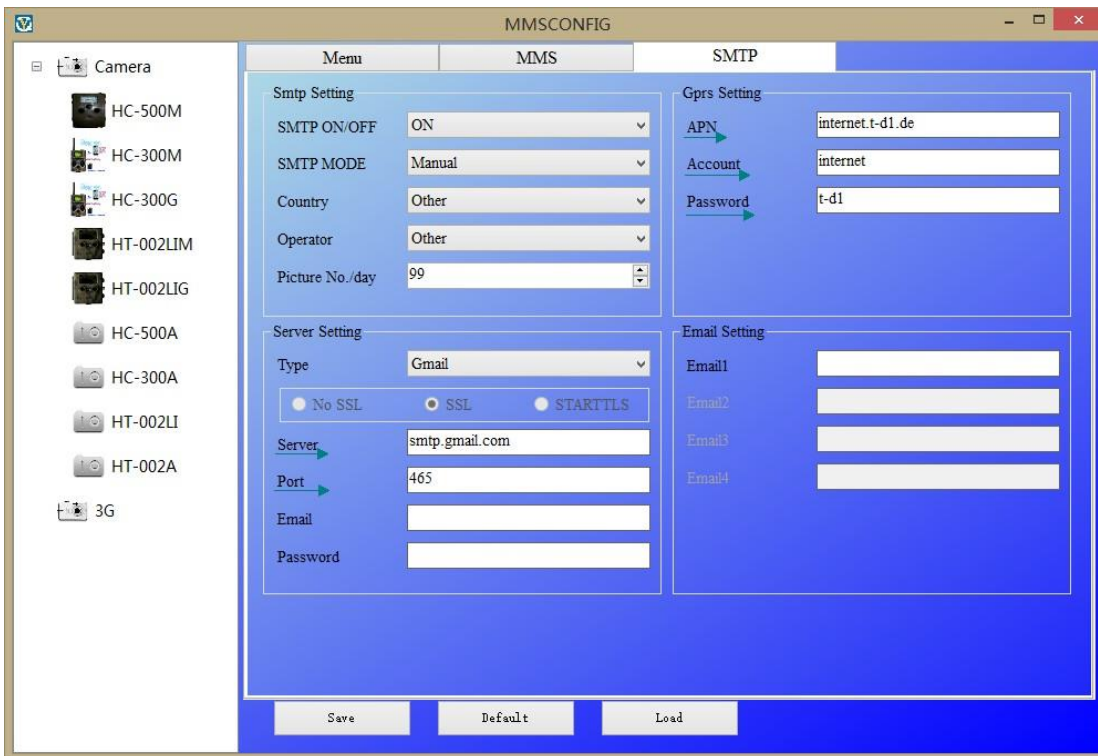 MMSCONFIG
Camera
HC-500M
HC-300M
HC-300G
HT-002LIM
HT-002LIG
HC-500A
HC-300A
HT-002LI
HT-002A
3G
Menu MMS SMTP
Smtp Setting
SMTP ON/OFF ON
SMTP MODE Manual
Country Other
Operator Other
Picture No./day 99
Gprs Setting
APN internet.t-d1.de
Account internet
Password t-d1
Server Setting
Type Gmail
No SSL SSL STARTTLS
Server smtp.gmail.com
Port 465
Email
Password
Email Setting
Email1
Email2
Email3
Email4
Save Default Load